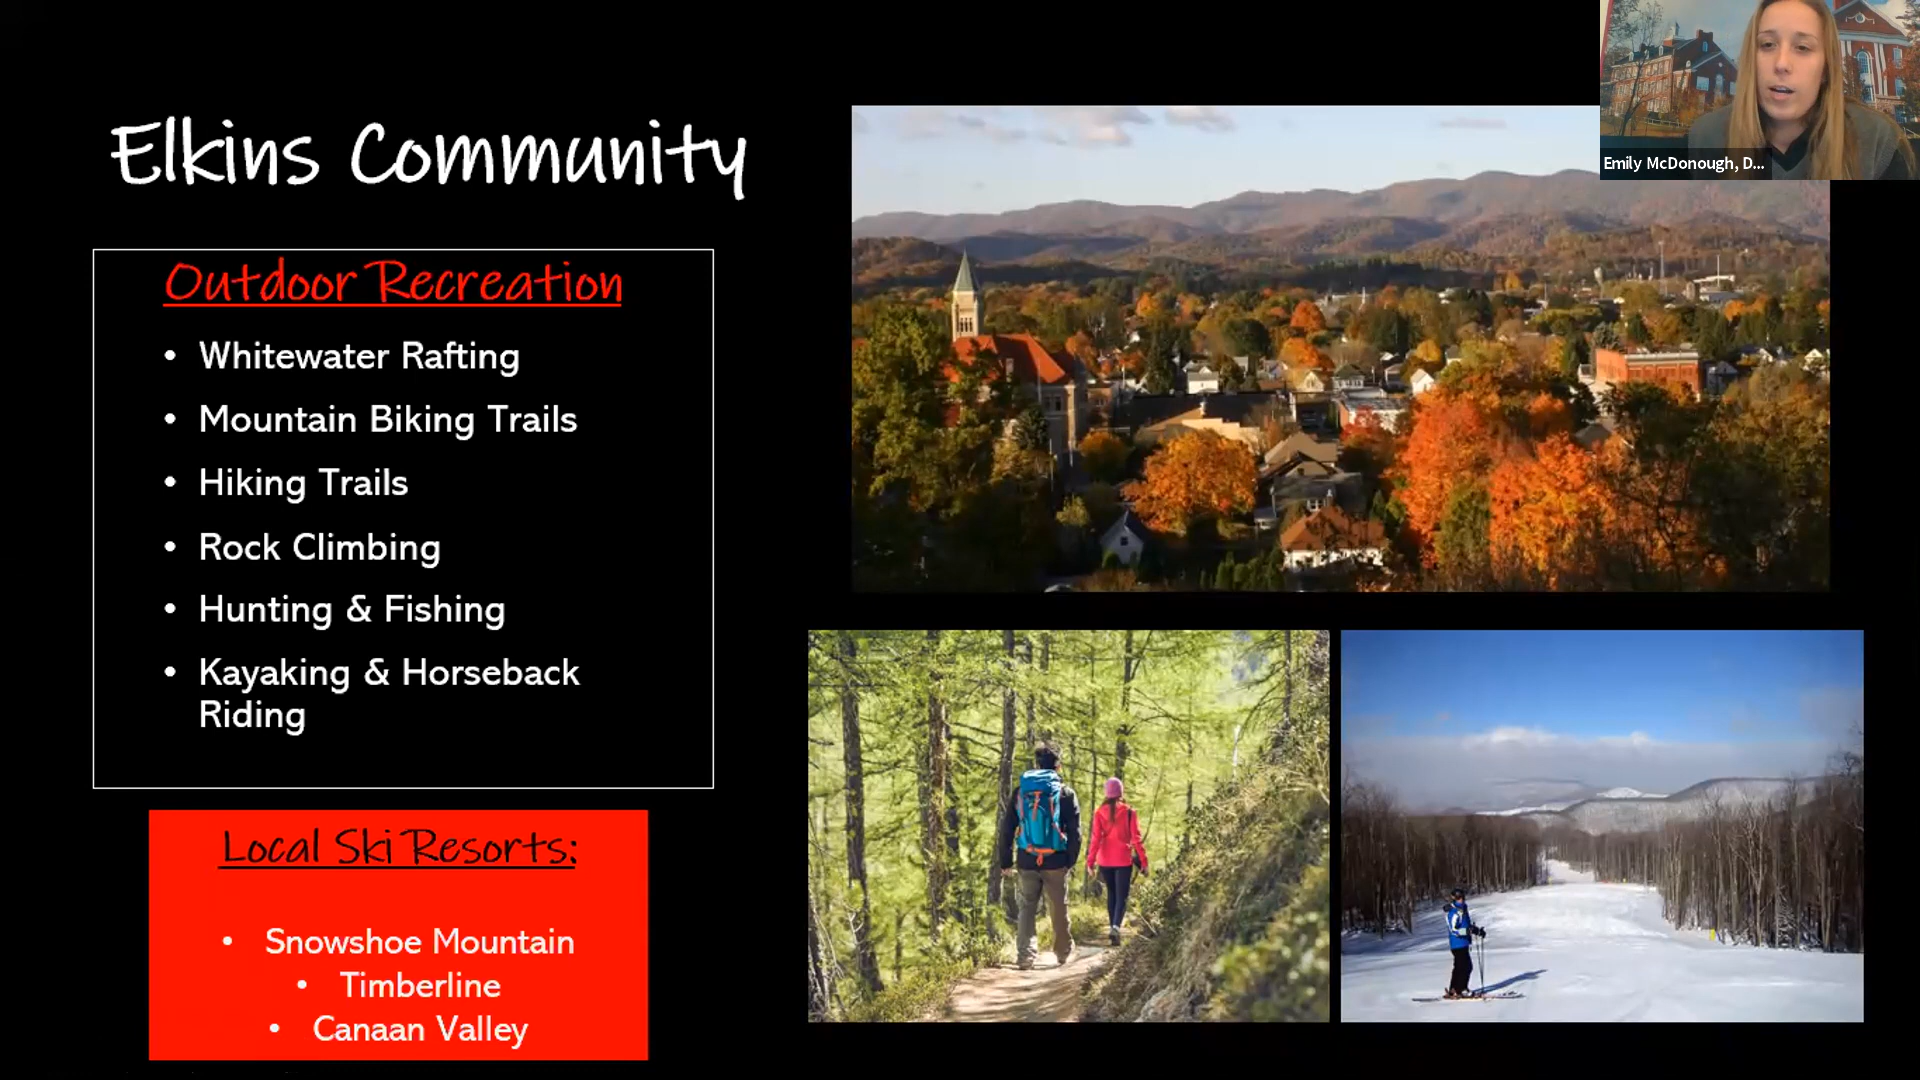 Elkins Community
Outdoor Recreation
• Whitewater Rafting
• Mountain Biking Trails
• Hiking Trails
• Rock Climbing
• Hunting & Fishing
• Kayaking & Horseback
Riding
Local Ski Resorts:
• Snowshoe Mountain
• Timberline
• Canaan Valley
Emily McDonough, D...